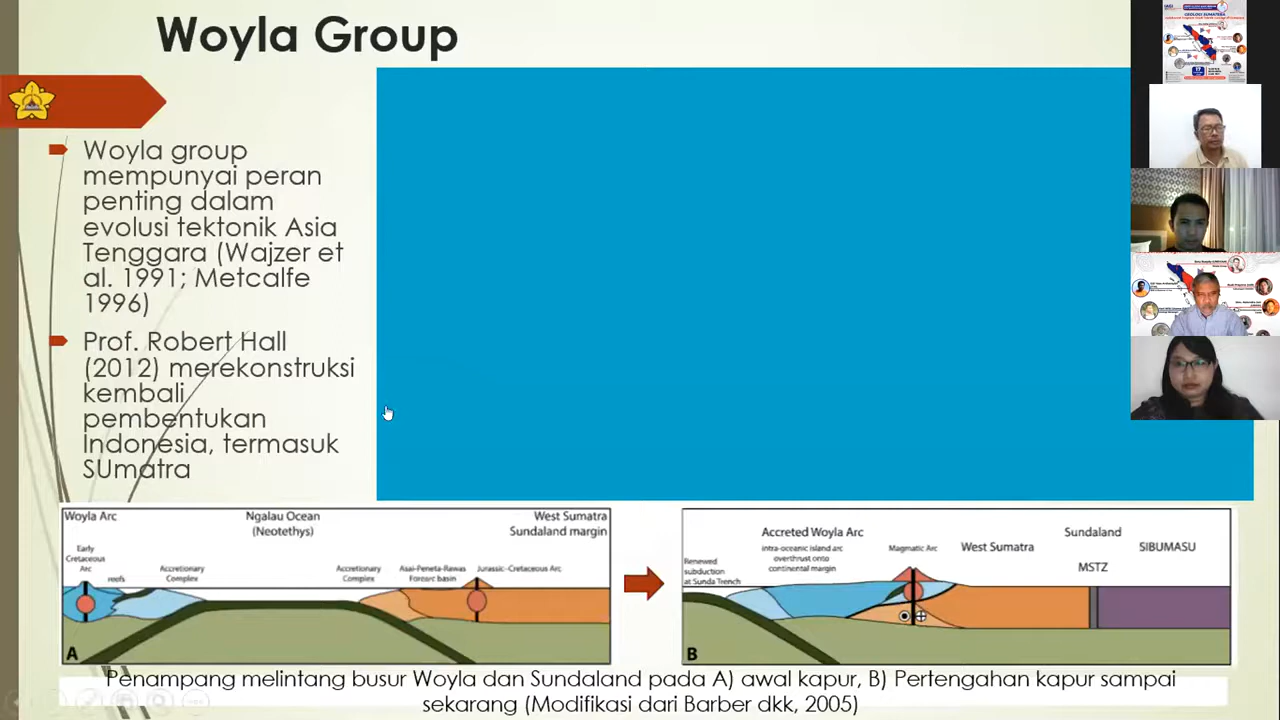 Woyla Group
Woyla group
mempunyai peran
penting dalam
evolusi tektonik Asia
Tenggara (Wajzer et
al. 1991; Metcalfe
1996)
Prof. Robert Hall
(2012) merekonstruksi
kembali
pembentukan
Indonesia, termasuk
SUmatra
Woyla Arc
Ngalau Ocean
(Neotethys)
West Sumatra
Sundaland margin
Early
Cretaceous
Arc
reefs
Accretionary
Complex
Accretionary
Complex
Asai-Peneta-Rawas
Forearc basin
Jurassic-Cretaceous Arc
A
Accreted Woyla Arc
intra-oceanic island arc
overthrust onto
continental margin
Renewed
subduction
at Sunda Trench
Magmatic Arc
West Sumatra
Sundaland
MSTZ
SIBUMASU
B
Penampang melintang busur Woyla dan Sundaland pada A) awal kapur, B) Pertengahan kapur sampai
sekarang (Modifikasi dari Barber dkk, 2005)